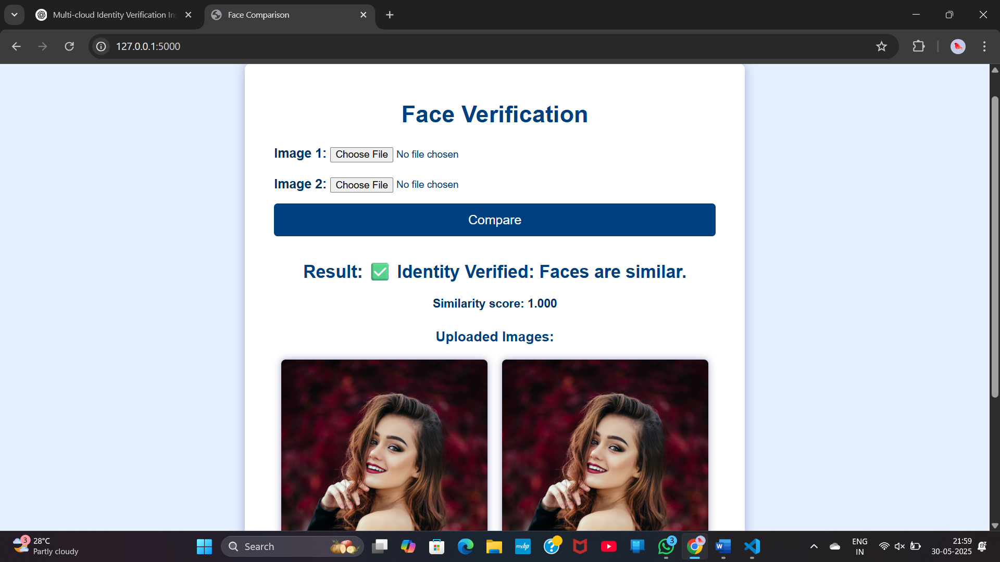 Multi-cloud Identity Verification In
Face Comparison
127.0.0.1:5000
Face Verification
Image 1: Choose File No file chosen
Image 2: Choose File No file chosen
Compare
Result: ✅ Identity Verified: Faces are similar.
Similarity score: 1.000
Uploaded Images:
3
28°C
Partly cloudy
Search
myhp
3
W
ENG
IN
21:59
30-05-2025